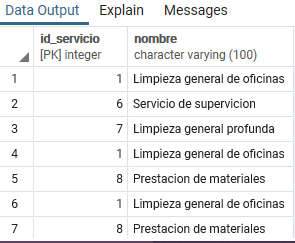 Data Output Explain Messages
id_servicio nombre
[PK] integer character varying (100)
1 1 Limpieza general de oficinas
2 6 Servicio de supervicion
3 7 Limpieza general profunda
4 1 Limpieza general de oficinas
5 8 Prestacion de materiales
6 1 Limpieza general de oficinas
7 8 Prestacion de materiales